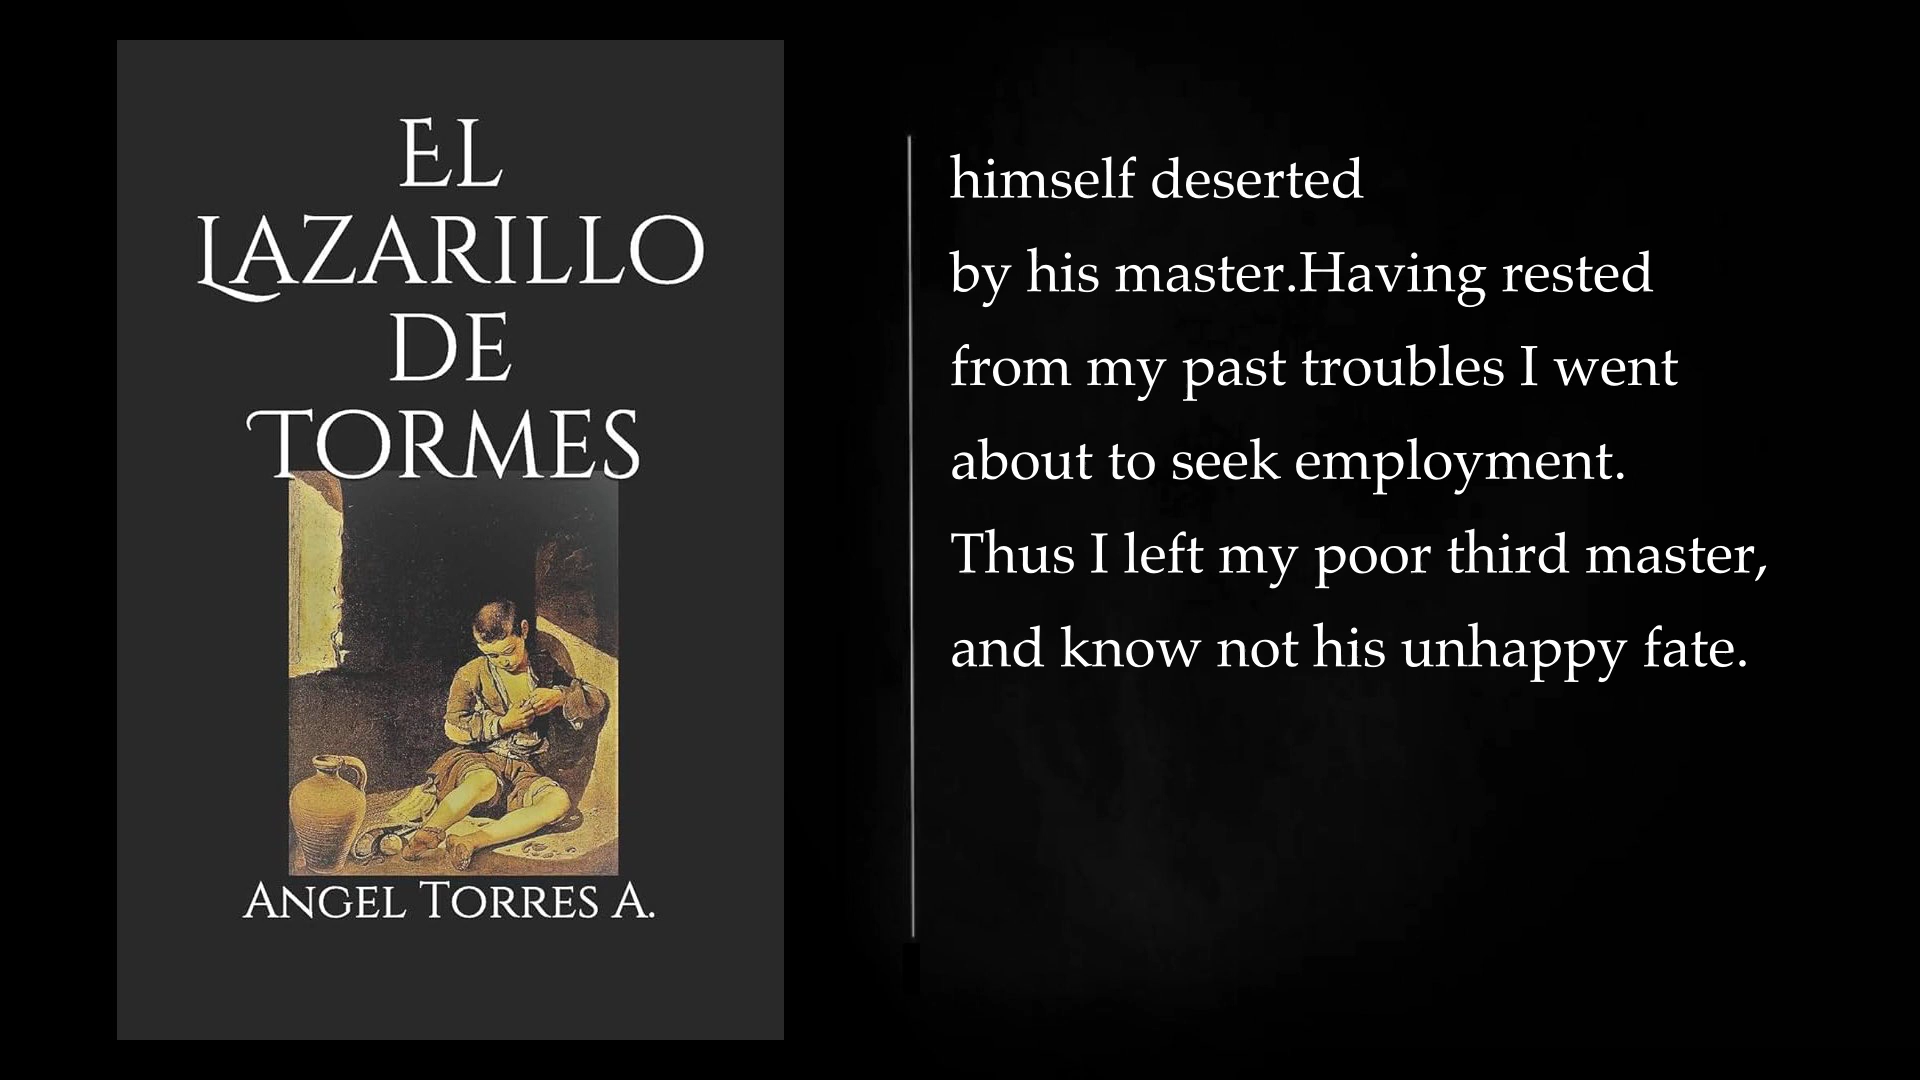 EL
LAZARILLO
DE
TORMES
ANGEL TORRES A.
himself deserted
by his master.Having rested
from my past troubles I went
about to seek employment.
Thus I left my poor third master,
and know not his unhappy fate.